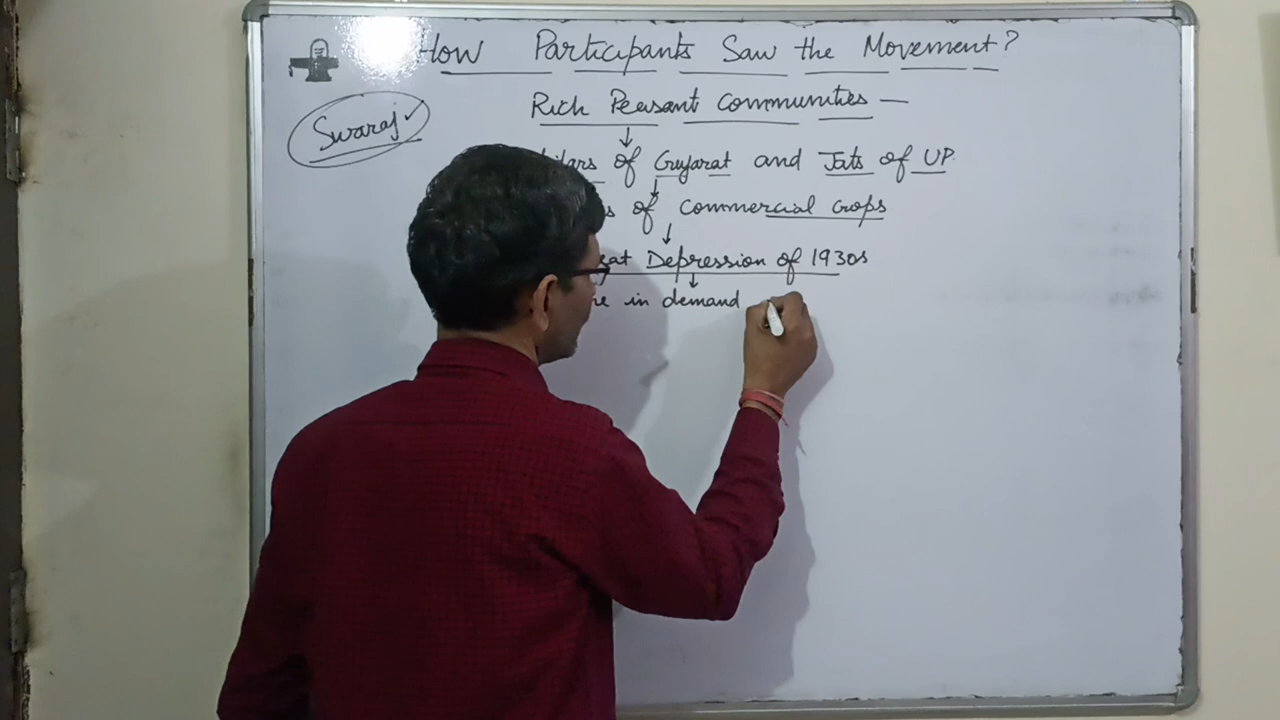 How Participants Saw the Movement?
Swaraj ✓
Rich Peasant Communities —
of Gujarat and Jats of UP.
of commercial crops
Depression of 1930s
in demand